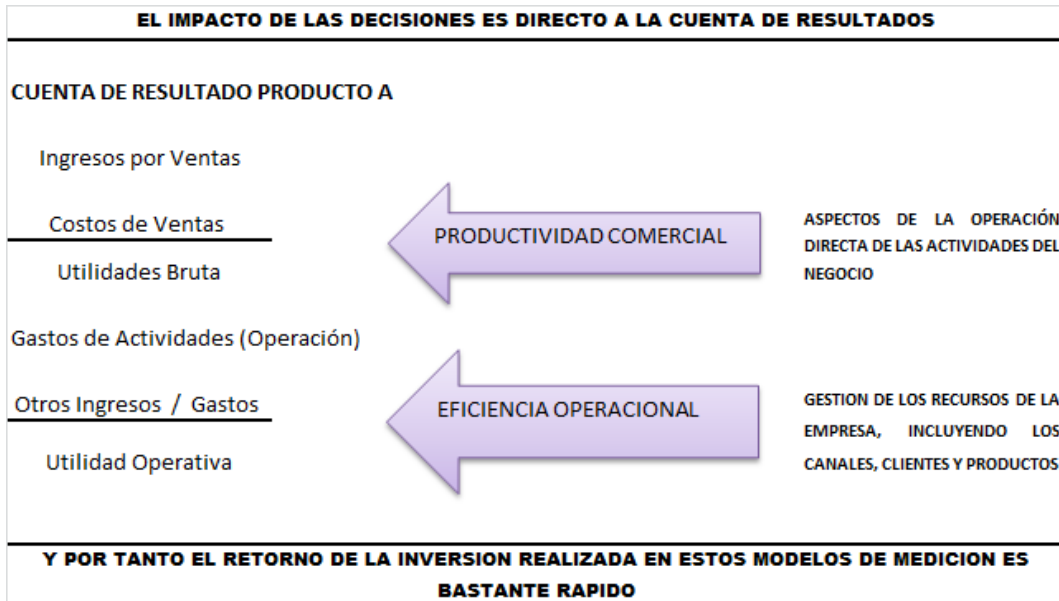 EL IMPACTO DE LAS DECISIONES ES DIRECTO A LA CUENTA DE RESULTADOS
CUENTA DE RESULTADO PRODUCTO A
Ingresos por Ventas
Costos de Ventas
Utilidades Bruta
PRODUCTIVIDAD COMERCIAL
ASPECTOS DE LA OPERACIÓN
DIRECTA DE LAS ACTIVIDADES DEL
NEGOCIO
Gastos de Actividades (Operación)
Otros Ingresos / Gastos
Utilidad Operativa
EFICIENCIA OPERACIONAL
GESTION DE LOS RECURSOS DE LA
EMPRESA, INCLUYENDO LOS
CANALES, CLIENTES Y PRODUCTOS
Y POR TANTO EL RETORNO DE LA INVERSION REALIZADA EN ESTOS MODELOS DE MEDICION ES
BASTANTE RAPIDO